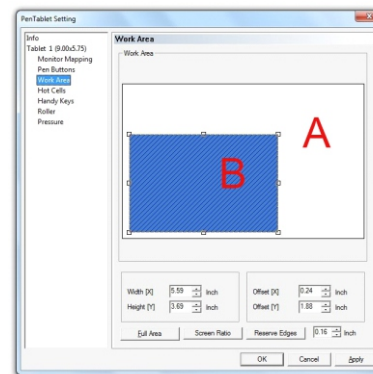 PenTablet Setting
Info
Tablet 1 (9.00x5.75)
Monitor Mapping
Pen Buttons
Work Area
Hot Cells
Handy Keys
Roller
Pressure
Work Area
Work Area
A
B
Width [X] 5.59 Inch
Height [Y] 3.69 Inch
Offset [X] 0.24 Inch
Offset [Y] 1.88 Inch
Full Area Screen Ratio Reserve Edges 0.16 Inch
OK Cancel Apply